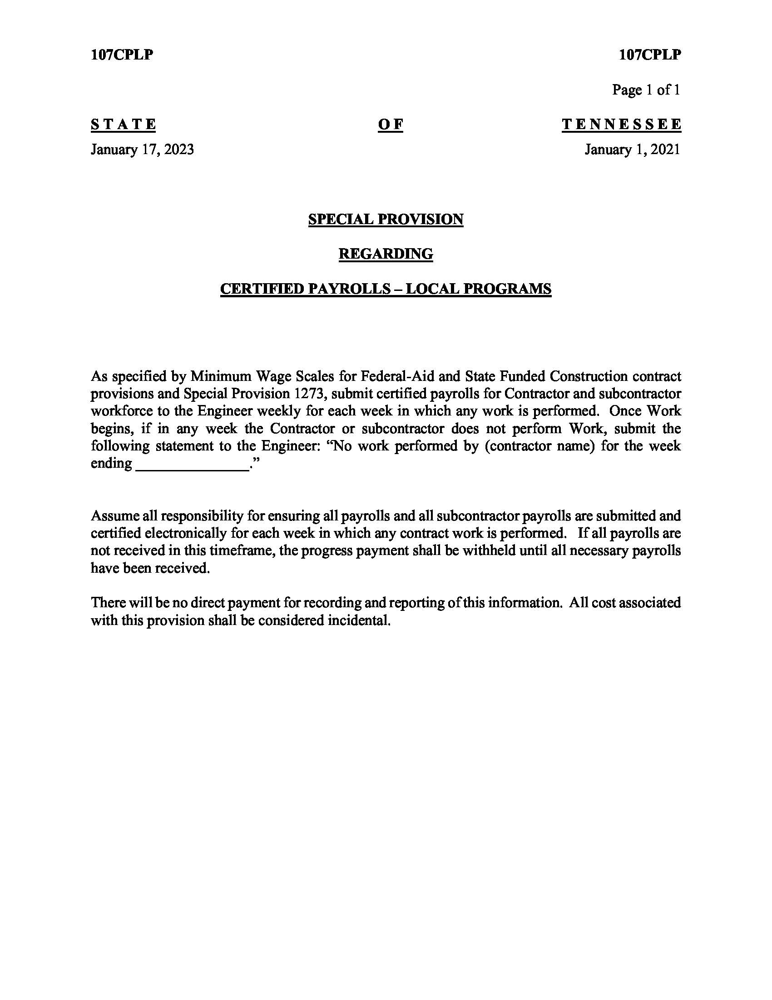 107CPLP 107CPLP
Page 1 of 1
S T A T E O F T E N N E S S E E
January 17, 2023 January 1, 2021
SPECIAL PROVISION
REGARDING
CERTIFIED PAYROLLS – LOCAL PROGRAMS
As specified by Minimum Wage Scales for Federal-Aid and State Funded Construction contract
provisions and Special Provision 1273, submit certified payrolls for Contractor and subcontractor
workforce to the Engineer weekly for each week in which any work is performed. Once Work
begins, if in any week the Contractor or subcontractor does not perform Work, submit the
following statement to the Engineer: “No work performed by (contractor name) for the week
ending _______________.”
Assume all responsibility for ensuring all payrolls and all subcontractor payrolls are submitted and
certified electronically for each week in which any contract work is performed. If all payrolls are
not received in this timeframe, the progress payment shall be withheld until all necessary payrolls
have been received.
There will be no direct payment for recording and reporting of this information. All cost associated
with this provision shall be considered incidental.